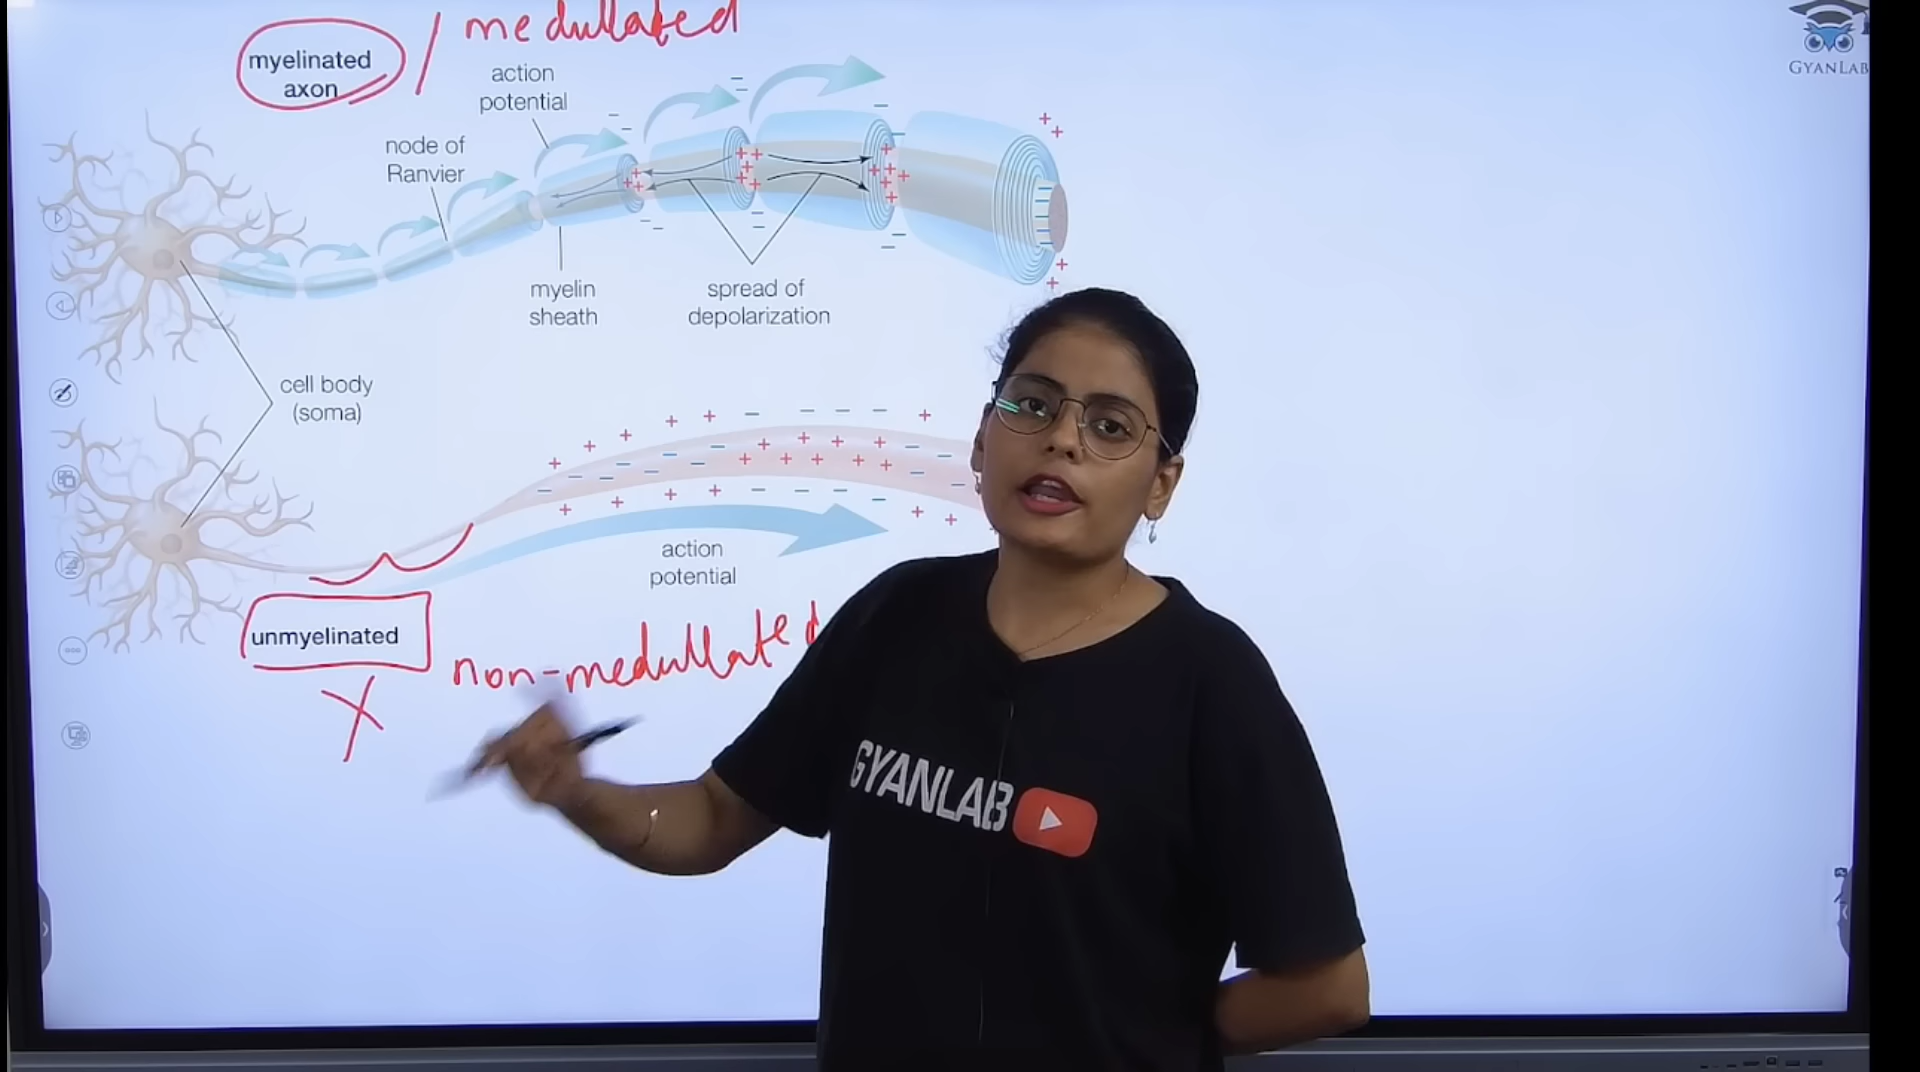 medullated
myelinated
axon
action
potential
node of
Ranvier
myelin
sheath
spread of
depolarization
cell body
(soma)
action
potential
unmyelinated
non-medullated
GYANLAB
GYANLAB